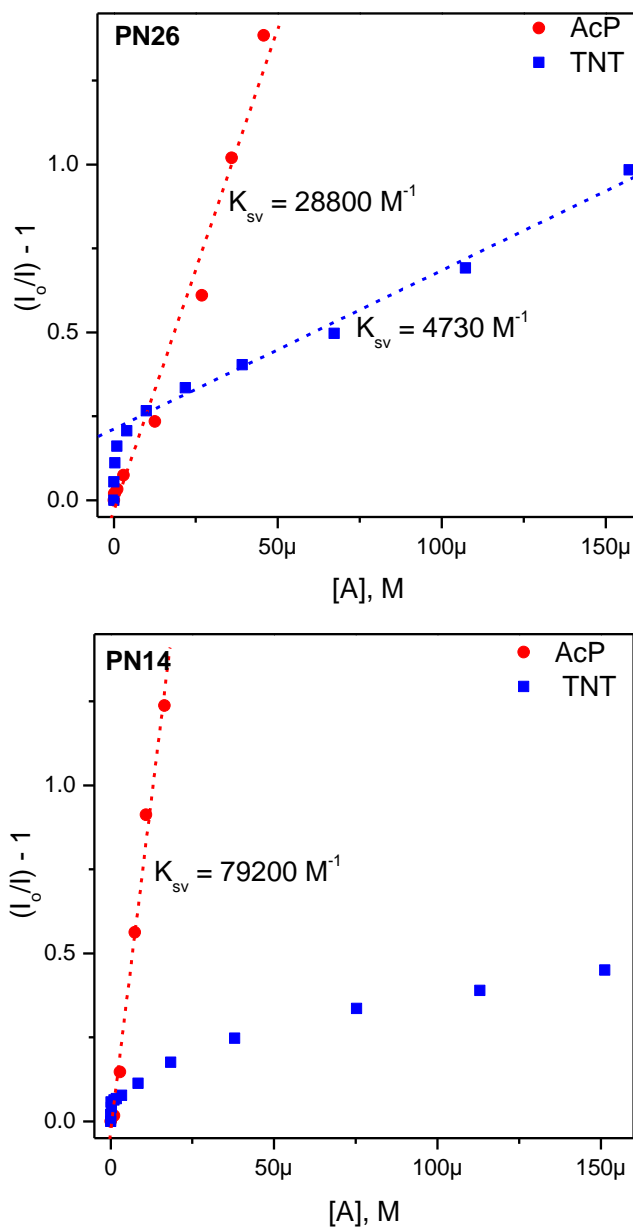 PN26
AcP
TNT
1.0
K_sv = 28800 M^-1
(I_o/I) - 1
0.5
K_sv = 4730 M^-1
0.0
0 50µ 100µ 150µ
[A], M
PN14
AcP
TNT
1.0
K_sv = 79200 M^-1
(I_o/I) - 1
0.5
0.0
0 50µ 100µ 150µ
[A], M